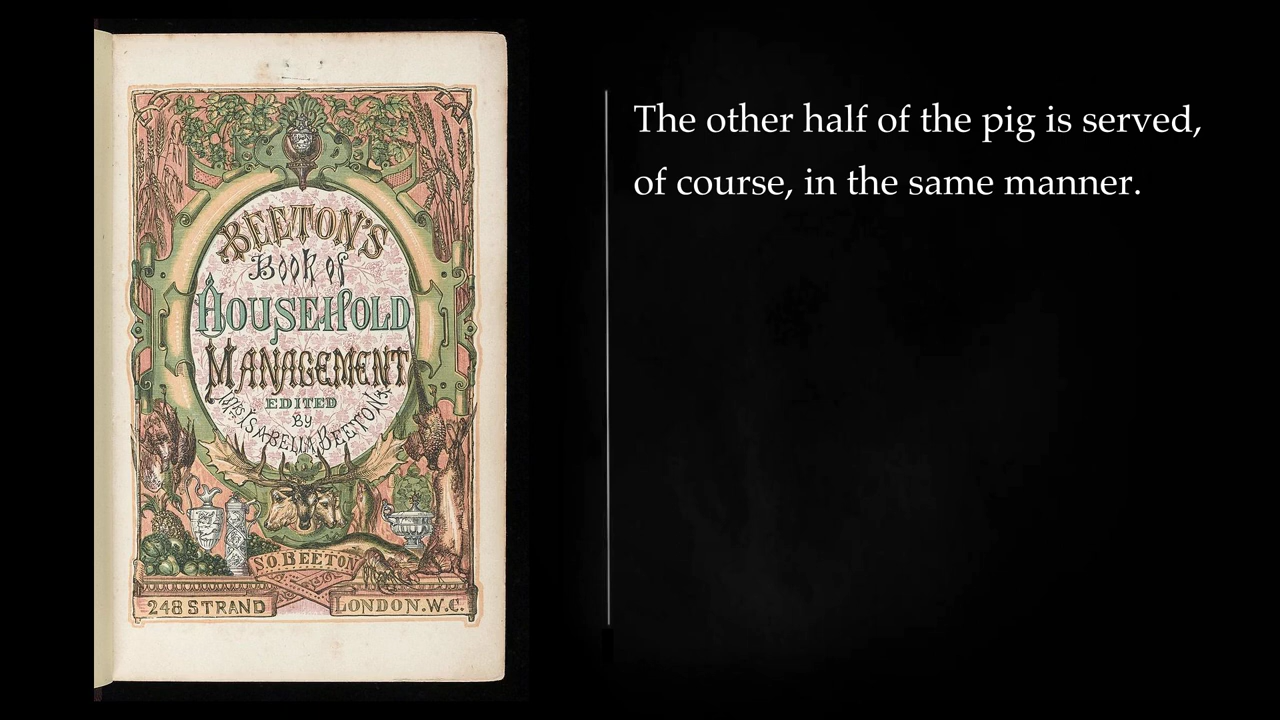 BEETON'S
Book of
HOUSEHOLD
MANAGEMENT
EDITED
BY
MRS ISABELLA BEETON
S.O. BEETON
248 STRAND
LONDON. W.C.
The other half of the pig is served,
of course, in the same manner.